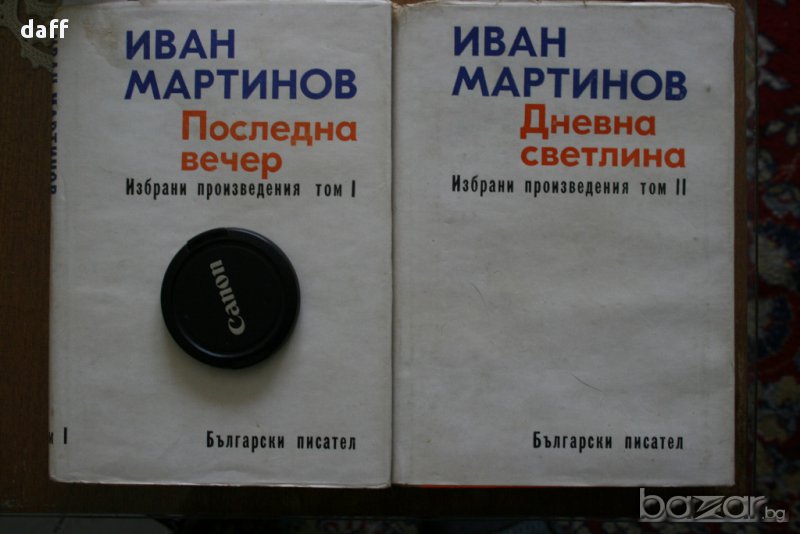 daff
ИВАН
МАРТИНОВ
Последна
вечер
Избрани произведения том I
Canon
Български писател
I
ИВАН
МАРТИНОВ
Дневна
светлина
Избрани произведения том II
Български писател
bazar.bg